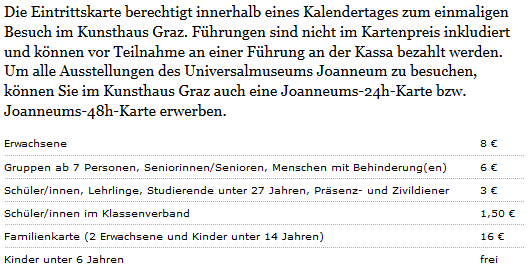 Die Eintrittskarte berechtigt innerhalb eines Kalendertages zum einmaligen
Besuch im Kunsthaus Graz. Führungen sind nicht im Kartenpreis inkludiert
und können vor Teilnahme an einer Führung an der Kassa bezahlt werden.
Um alle Ausstellungen des Universalmuseums Joanneum zu besuchen,
können Sie im Kunsthaus Graz auch eine Joanneums-24h-Karte bzw.
Joanneums-48h-Karte erwerben.
Erwachsene 8 €
Gruppen ab 7 Personen, Seniorinnen/Senioren, Menschen mit Behinderung(en) 6 €
Schüler/innen, Lehrlinge, Studierende unter 27 Jahren, Präsenz- und Zivildiener 3 €
Schüler/innen im Klassenverband 1,50 €
Familienkarte (2 Erwachsene und Kinder unter 14 Jahren) 16 €
Kinder unter 6 Jahren frei